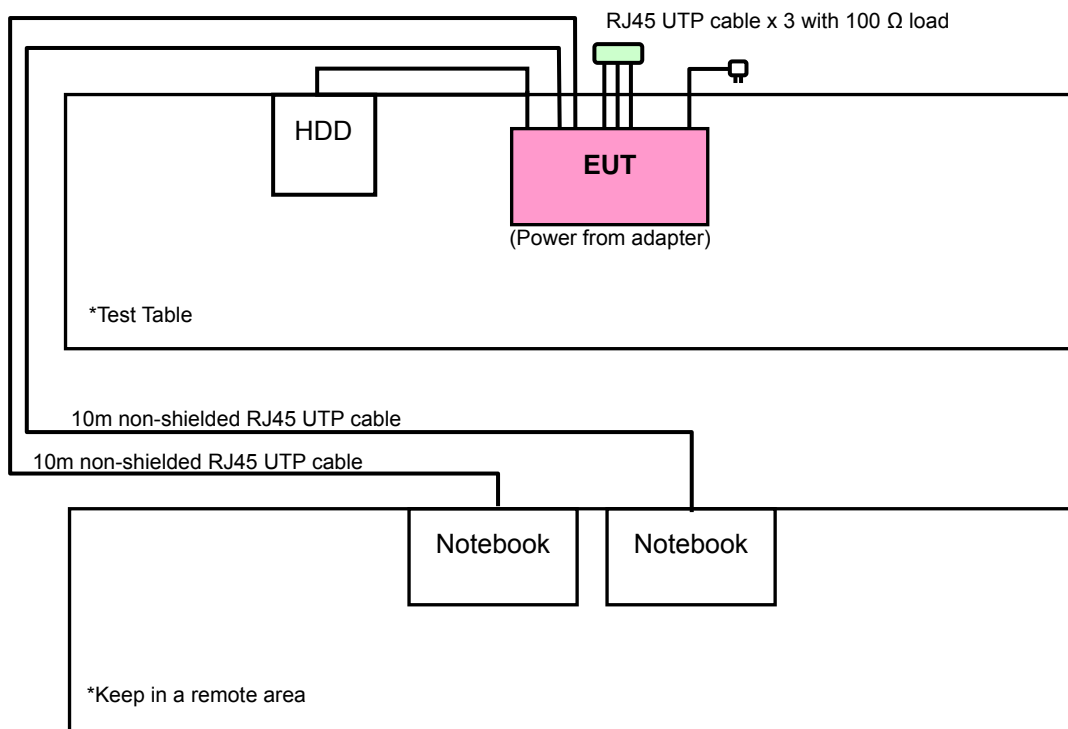 RJ45 UTP cable x 3 with 100 Ω load
HDD
EUT
(Power from adapter)
*Test Table
10m non-shielded RJ45 UTP cable
10m non-shielded RJ45 UTP cable
Notebook
Notebook
*Keep in a remote area